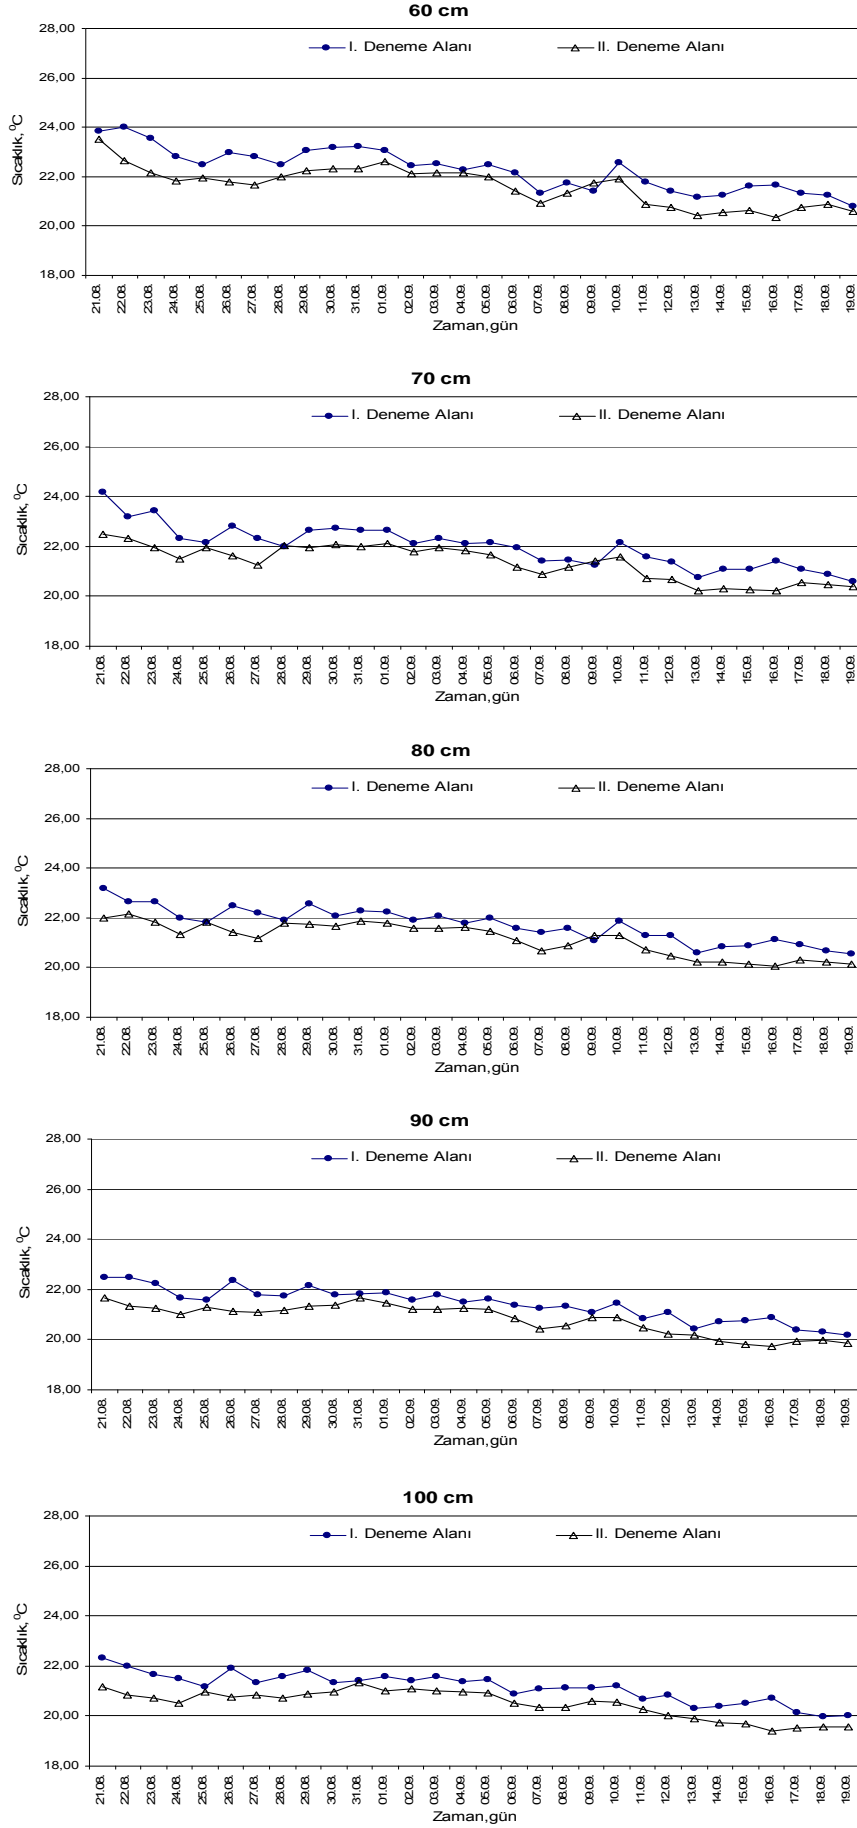 60 cm
28,00
I. Deneme Alanı II. Deneme Alanı
26,00
24,00
22,00
20,00
18,00
Sıcaklık, ⁰C
21.08. 22.08. 23.08. 24.08. 25.08. 26.08. 27.08. 28.08. 29.08. 30.08. 31.08. 01.09. 02.09. 03.09. 04.09. 05.09. 06.09. 07.09. 08.09. 09.09. 10.09. 11.09. 12.09. 13.09. 14.09. 15.09. 16.09. 17.09. 18.09. 19.09.
Zaman,gün
70 cm
28,00
I. Deneme Alanı II. Deneme Alanı
26,00
24,00
22,00
20,00
18,00
Sıcaklık, ⁰C
21.08. 22.08. 23.08. 24.08. 25.08. 26.08. 27.08. 28.08. 29.08. 30.08. 31.08. 01.09. 02.09. 03.09. 04.09. 05.09. 06.09. 07.09. 08.09. 09.09. 10.09. 11.09. 12.09. 13.09. 14.09. 15.09. 16.09. 17.09. 18.09. 19.09.
Zaman,gün
80 cm
28,00
I. Deneme Alanı II. Deneme Alanı
26,00
24,00
22,00
20,00
18,00
Sıcaklık, ⁰C
21.08. 22.08. 23.08. 24.08. 25.08. 26.08. 27.08. 28.08. 29.08. 30.08. 31.08. 01.09. 02.09. 03.09. 04.09. 05.09. 06.09. 07.09. 08.09. 09.09. 10.09. 11.09. 12.09. 13.09. 14.09. 15.09. 16.09. 17.09. 18.09. 19.09.
Zaman,gün
90 cm
28,00
I. Deneme Alanı II. Deneme Alanı
26,00
24,00
22,00
20,00
18,00
Sıcaklık, ⁰C
21.08. 22.08. 23.08. 24.08. 25.08. 26.08. 27.08. 28.08. 29.08. 30.08. 31.08. 01.09. 02.09. 03.09. 04.09. 05.09. 06.09. 07.09. 08.09. 09.09. 10.09. 11.09. 12.09. 13.09. 14.09. 15.09. 16.09. 17.09. 18.09. 19.09.
Zaman,gün
100 cm
28,00
I. Deneme Alanı II. Deneme Alanı
26,00
24,00
22,00
20,00
18,00
Sıcaklık, ⁰C
21.08. 22.08. 23.08. 24.08. 25.08. 26.08. 27.08. 28.08. 29.08. 30.08. 31.08. 01.09. 02.09. 03.09. 04.09. 05.09. 06.09. 07.09. 08.09. 09.09. 10.09. 11.09. 12.09. 13.09. 14.09. 15.09. 16.09. 17.09. 18.09. 19.09.
Zaman,gün